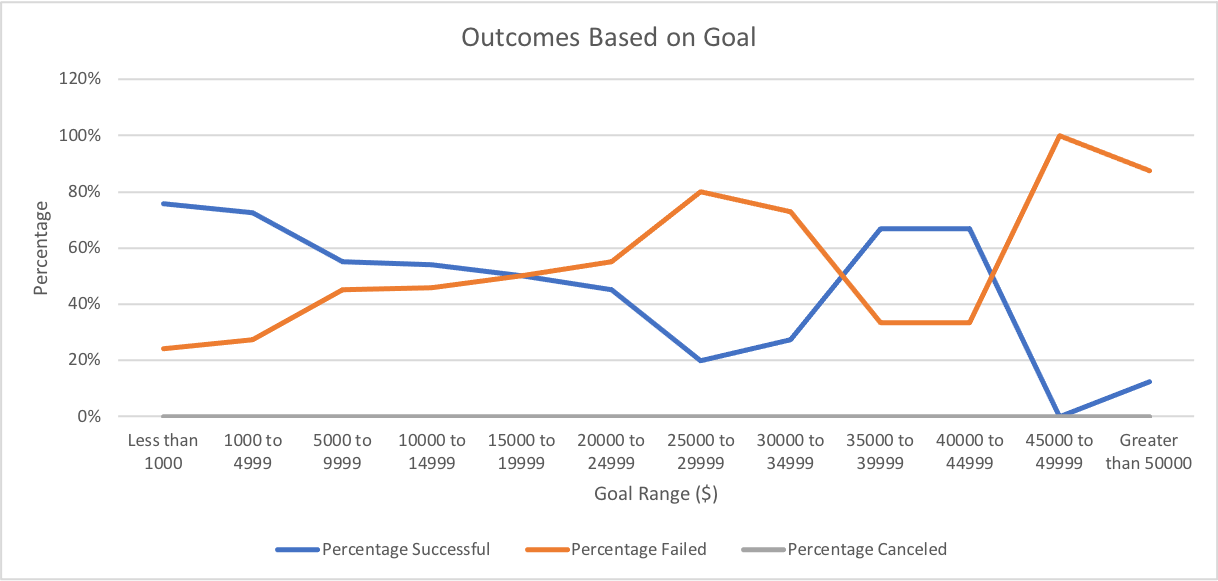 Outcomes Based on Goal
120%
100%
80%
60%
40%
20%
0%
Percentage
Less than 1000 to 5000 to 10000 to 15000 to 20000 to 25000 to 30000 to 35000 to 40000 to 45000 to Greater
1000 4999 9999 14999 19999 24999 29999 34999 39999 44999 49999 than 50000
Goal Range ($)
Percentage Successful Percentage Failed Percentage Canceled